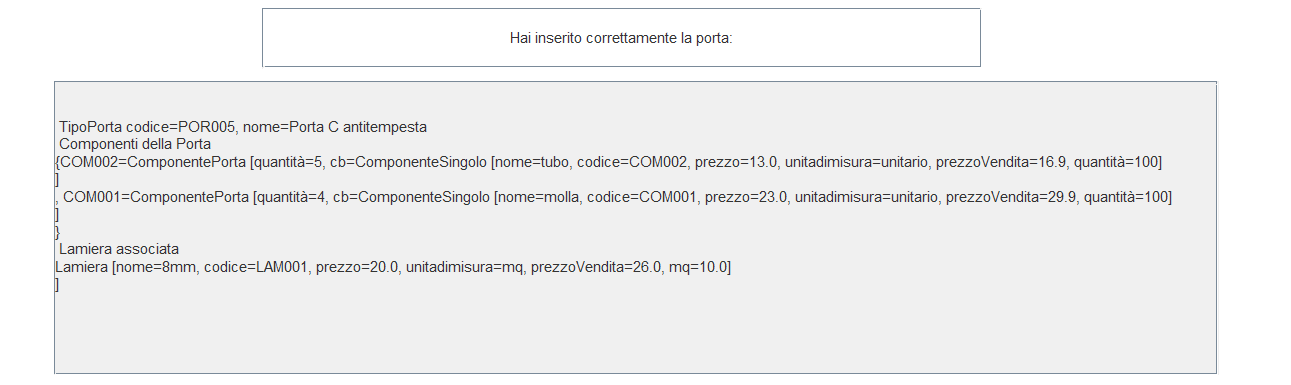 Hai inserito correttamente la porta:
TipoPorta codice=POR005, nome=Porta C antitempesta
Componenti della Porta
{COM002=ComponentePorta [quantità=5, cb=ComponenteSingolo [nome=tubo, codice=COM002, prezzo=13.0, unitadimisura=unitario, prezzoVendita=16.9, quantità=100]
]
, COM001=ComponentePorta [quantità=4, cb=ComponenteSingolo [nome=molla, codice=COM001, prezzo=23.0, unitadimisura=unitario, prezzoVendita=29.9, quantità=100]
]
}
Lamiera associata
Lamiera [nome=8mm, codice=LAM001, prezzo=20.0, unitadimisura=mq, prezzoVendita=26.0, mq=10.0]
]